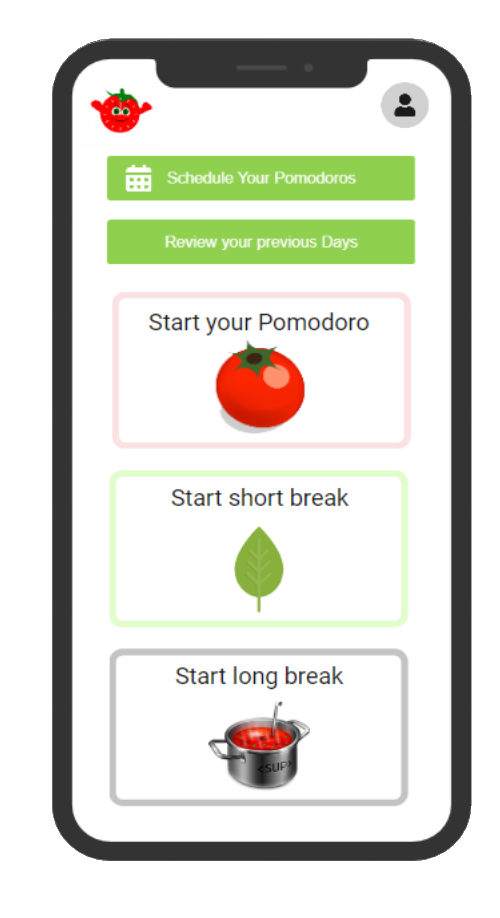 Schedule Your Pomodoros
Review your previous Days
Start your Pomodoro
Start short break
Start long break
<SUP>